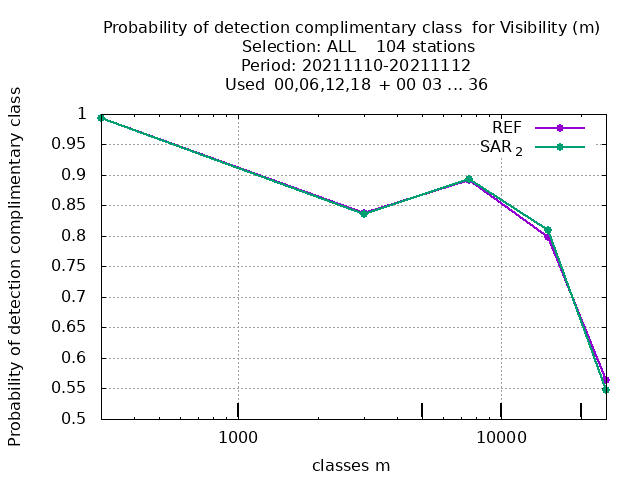 Probability of detection complimentary class  for Visibility (m)
Selection: ALL    104 stations
Period: 20211110-20211112
Used  00,06,12,18  + 00 03 ... 36
Probability of detection complimentary class
1
0.95
0.9
0.85
0.8
0.75
0.7
0.65
0.6
0.55
0.5
REF
SAR 2
1000
10000
classes m